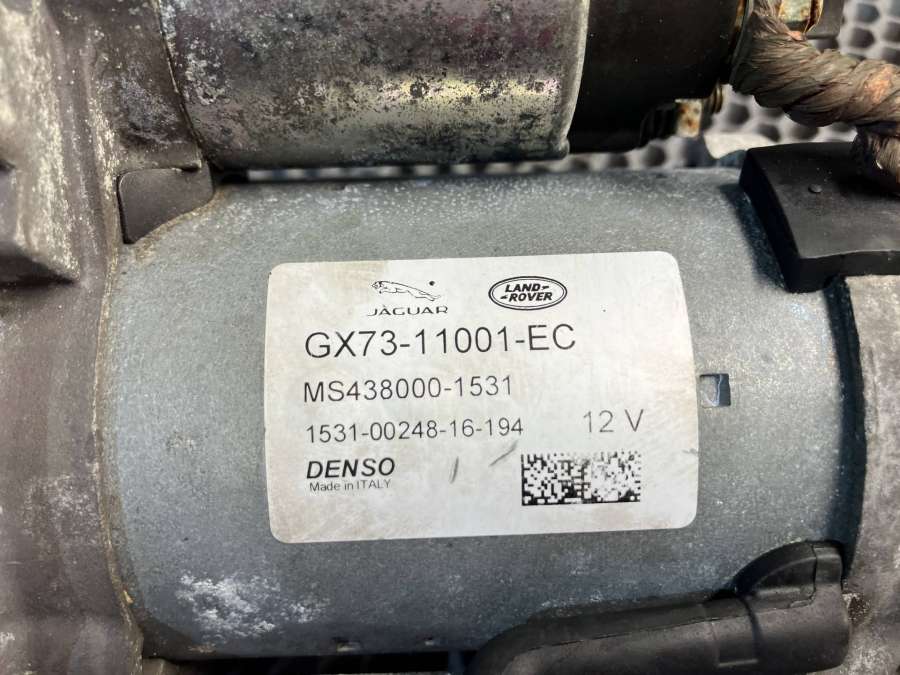 JAGUAR
LAND-
-ROVER
GX73-11001-EC
MS438000-1531
1531-00248-16-194 12 V
DENSO
Made in ITALY